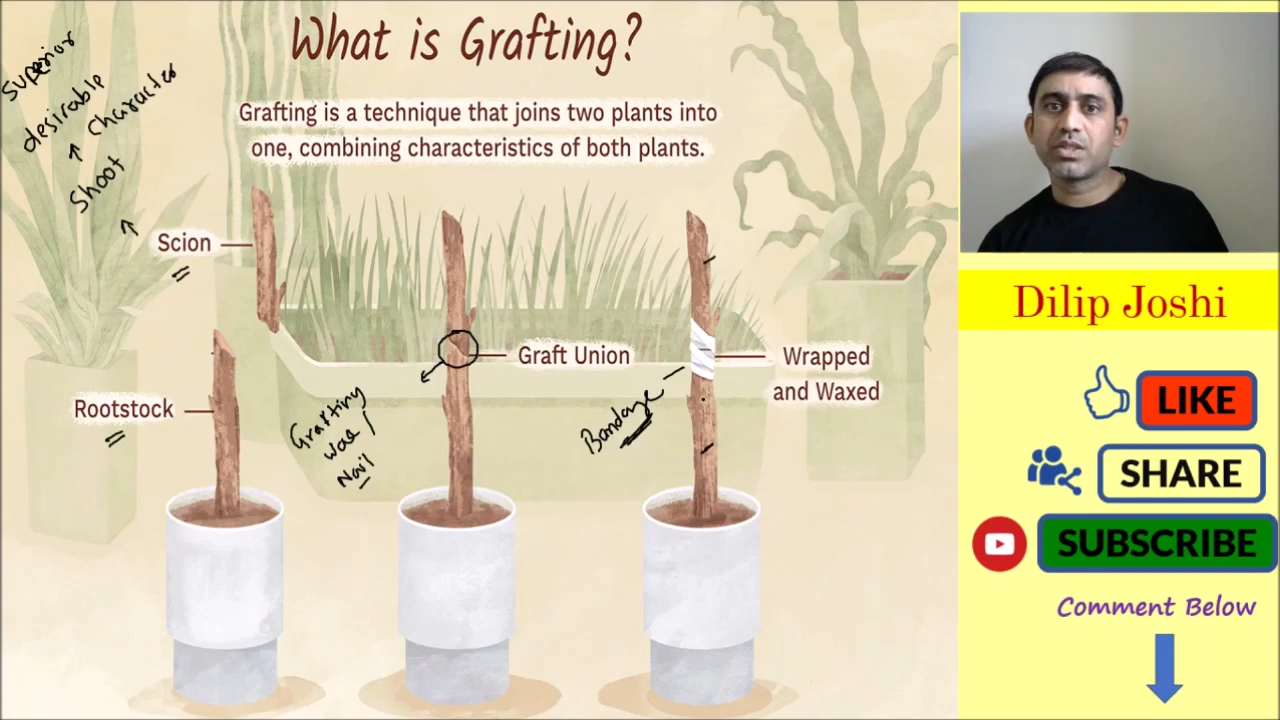 What is Grafting?
Grafting is a technique that joins two plants into
one, combining characteristics of both plants.
Superior
desirable
Character
Shoot
Scion
Rootstock
Graft Union
Grafting
wax /
Nail
Bandage
Wrapped
and Waxed
Dilip Joshi
LIKE
SHARE
SUBSCRIBE
Comment Below